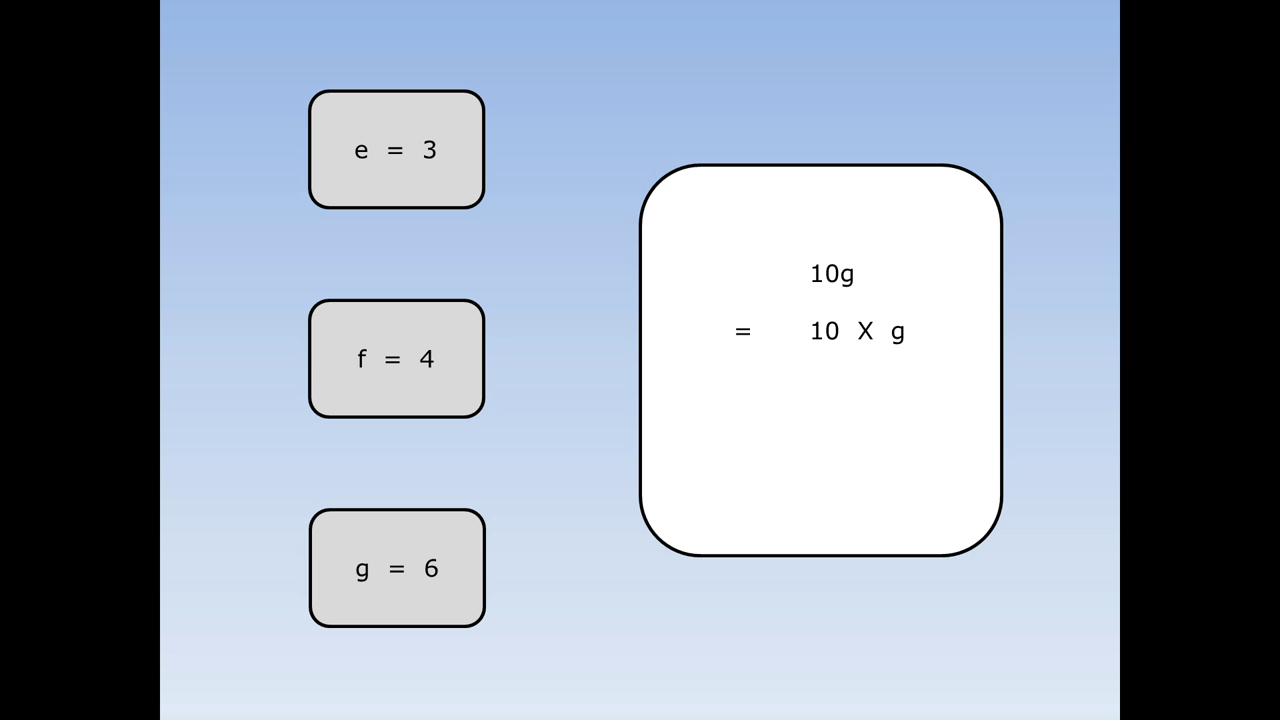 e = 3
f = 4
g = 6
10g
= 10 X g